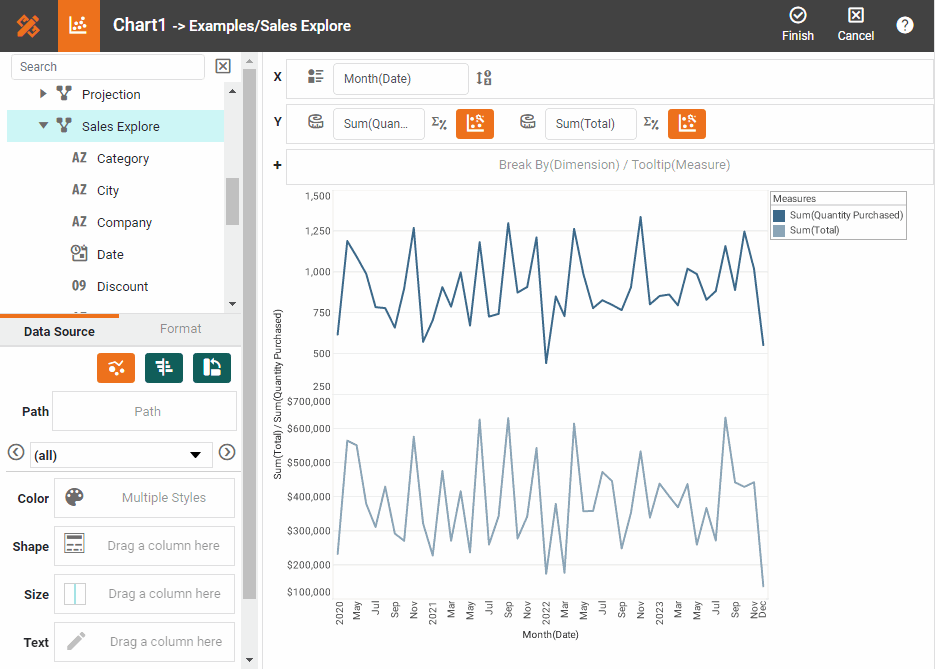 Chart1 -> Examples/Sales Explore
Finish
Cancel
?
Search
Projection
Sales Explore
AZ Category
AZ City
AZ Company
Date
09 Discount
Data Source
Format
Path
Path
(all)
Color
Multiple Styles
Shape
Drag a column here
Size
Drag a column here
Text
Drag a column here
X
Month(Date)
Y
Sum(Quan...
Sum(Total)
+
Break By(Dimension) / Tooltip(Measure)
1,500
1,250
1,000
750
500
250
$700,000
$600,000
$500,000
$400,000
$300,000
$200,000
$100,000
Sum(Total) / Sum(Quantity Purchased)
2020
May
Jul
Sep
Nov
2021
Mar
May
Jul
Sep
Nov
2022
Mar
May
Jul
Sep
Nov
2023
Mar
May
Jul
Sep
Nov
Dec
Month(Date)
Measures
Sum(Quantity Purchased)
Sum(Total)